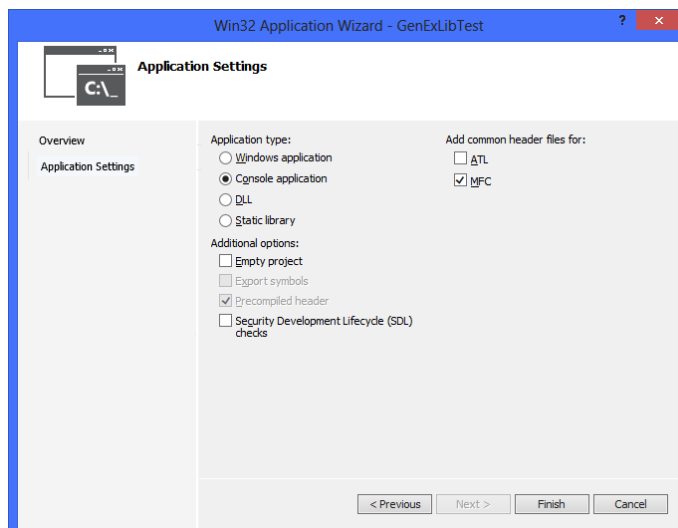 Win32 Application Wizard - GenExLibTest
?
C:\_
Application Settings
Overview
Application Settings
Application type:
Windows application
Console application
DLL
Static library
Additional options:
Empty project
Export symbols
Precompiled header
Security Development Lifecycle (SDL)
checks
Add common header files for:
ATL
MFC
< Previous
Next >
Finish
Cancel